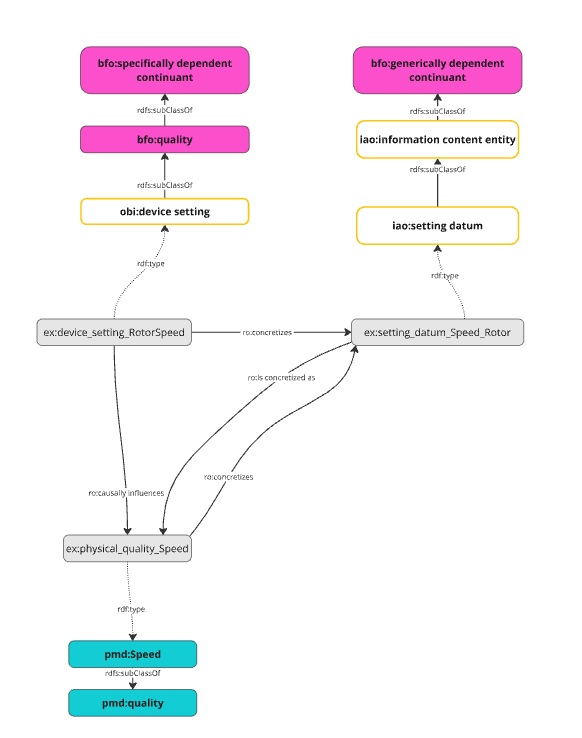 bfo:specifically dependent
continuant
bfo:generically dependent
continuant
rdfs:subClassOf
rdfs:subClassOf
bfo:quality
iao:information content entity
rdfs:subClassOf
rdfs:subClassOf
obi:device setting
iao:setting datum
rdf:type
rdf:type
ex:device_setting_RotorSpeed
ro:concretizes
ex:setting_datum_Speed_Rotor
ro:is concretized as
ro:concretizes
ro:causally influences
ex:physical_quality_Speed
rdf:type
pmd:Speed
rdfs:subClassOf
pmd:quality